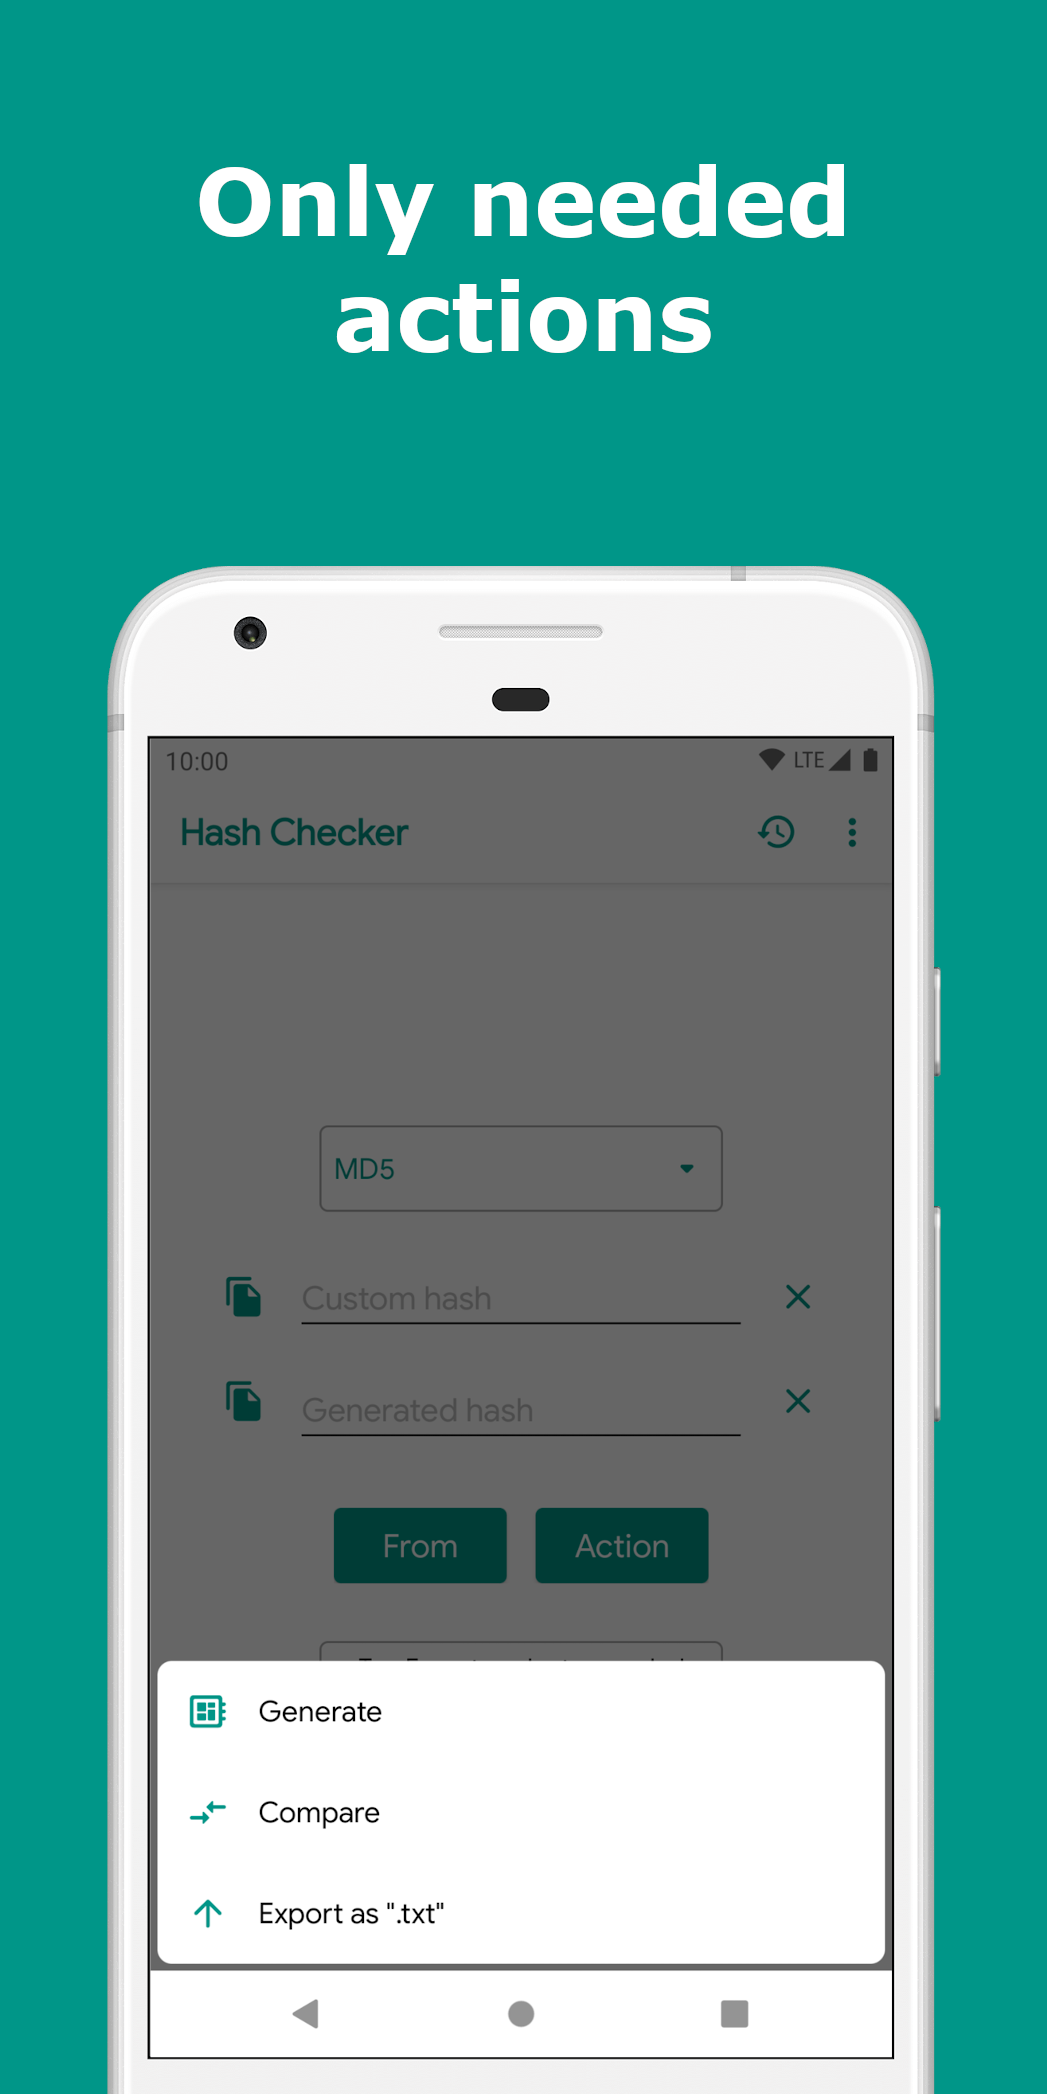 Only needed
actions
10:00 LTE
Hash Checker
MD5
Custom hash
Generated hash
From Action
Generate
Compare
Export as ".txt"